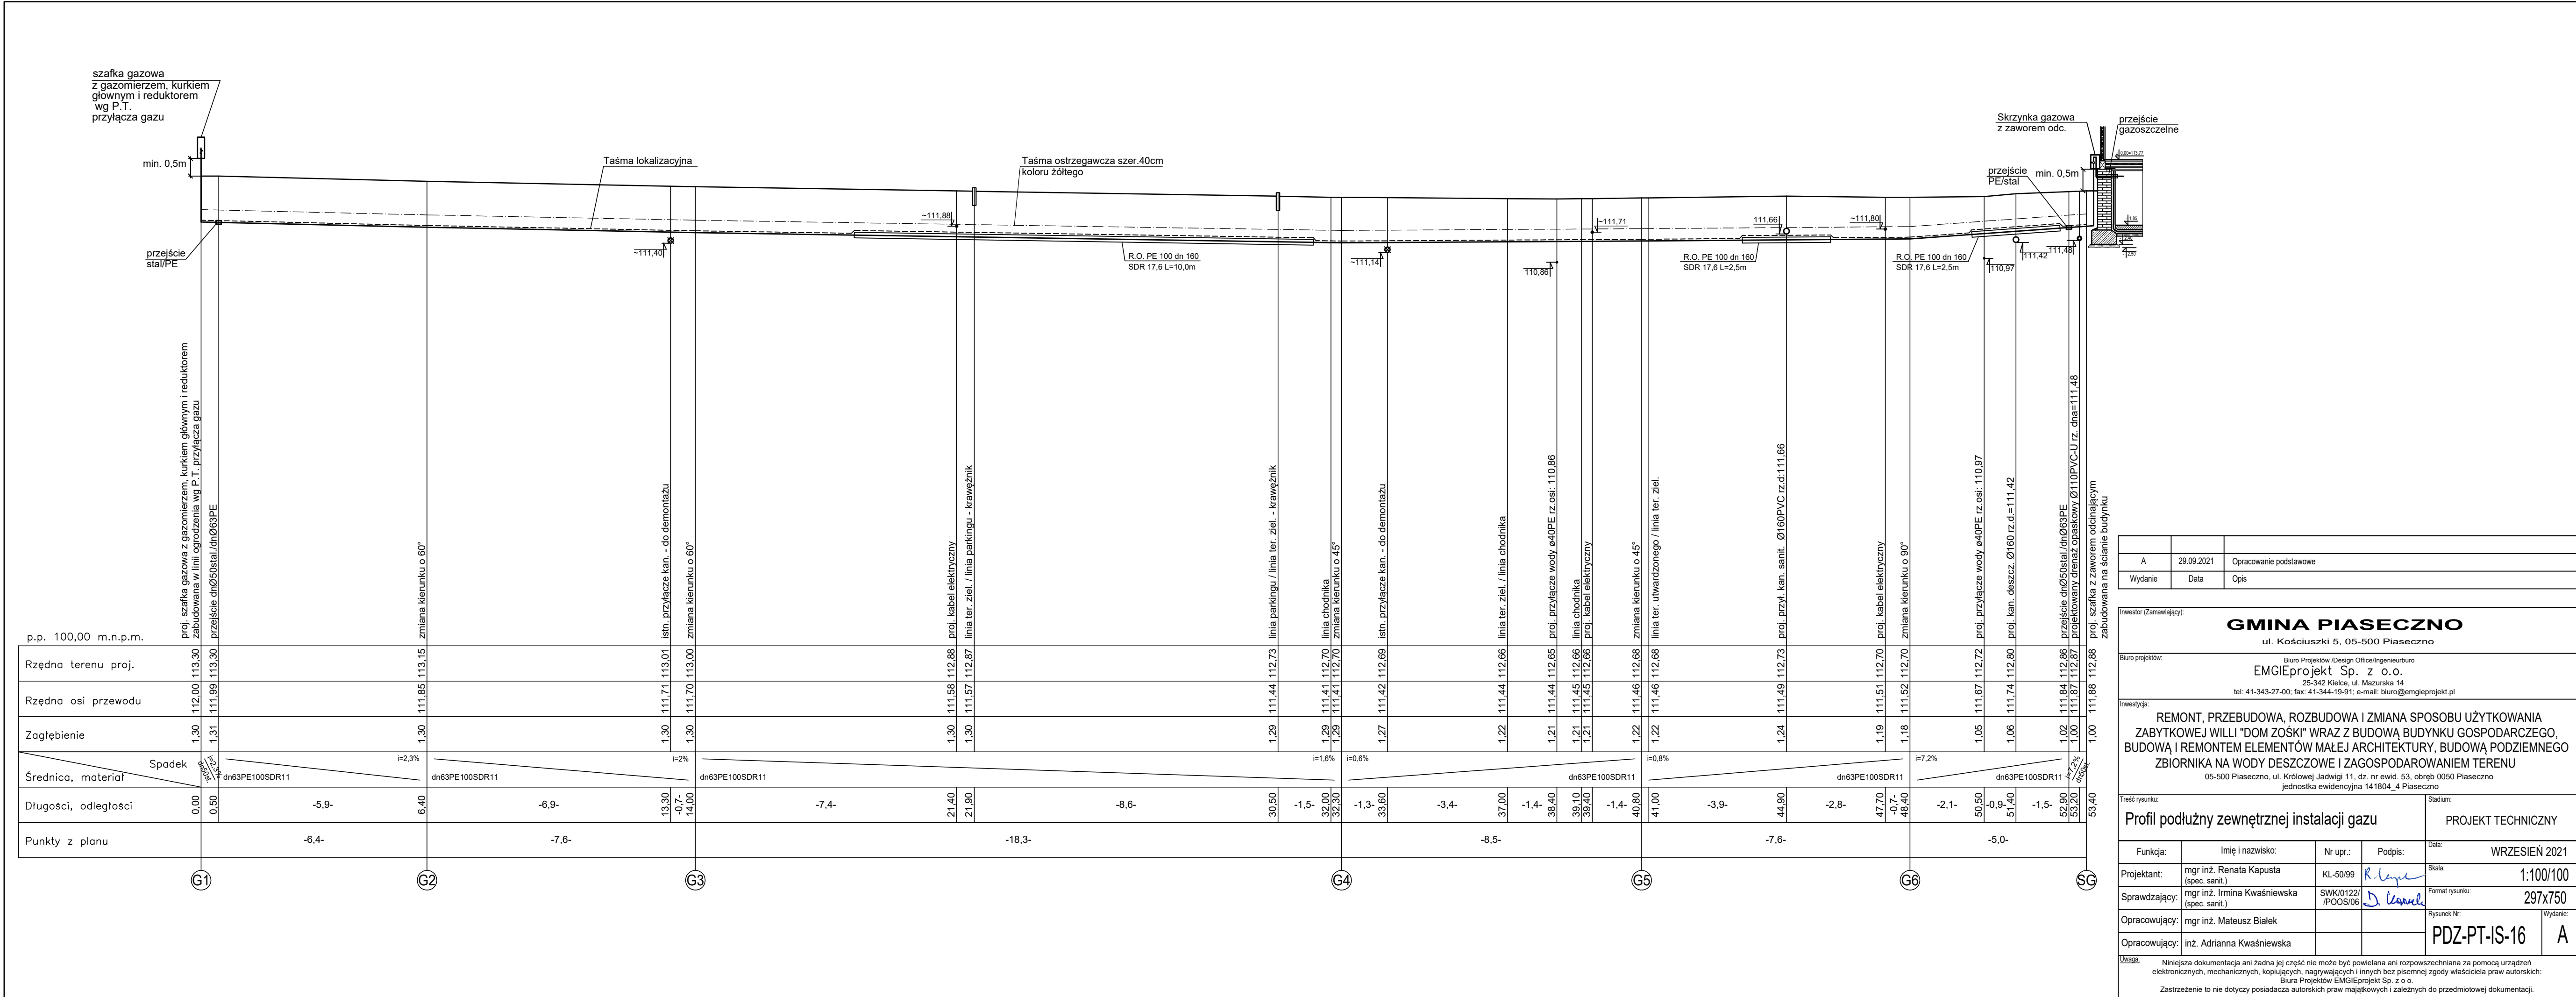 szafka gazowa
z gazomierzem, kurkiem
głownym i reduktorem
wg P.T.
przyłącza gazu
min. 0,5m
przejście
stal/PE
Taśma lokalizacyjna
~111,40
~111,88
Taśma ostrzegawcza szer.40cm
koloru żółtego
R.O. PE 100 dn 160
SDR 17,6 L=10,0m
~111,14
110,86
~111,71
111,66
R.O. PE 100 dn 160
SDR 17,6 L=2,5m
~111,80
R.O. PE 100 dn 160
SDR 17,6 L=2,5m
110,97
111,42
111,48
Skrzynka gazowa
z zaworem odc.
przejście
gazoszczelne
przejście
PE/stal
min. 0,5m
proj. szafka gazowa z gazomierzem, kurkiem głównym i reduktorem
zabudowana w linii ogrodzenia wg P.T. przyłącza gazu
przejście dnØ50stal./dnØ63PE
zmiana kierunku o 60°
istn. przyłącze kan. - do demontażu
zmiana kierunku o 60°
proj. kabel elektryczny
linia ter. ziel. / linia parkingu - krawężnik
linia parkingu / linia ter. ziel. - krawężnik
linia chodnika
zmiana kierunku o 45°
istn. przyłącze kan. - do demontażu
linia ter. ziel. / linia chodnika
proj. przyłącze wody ø40PE rz.osi: 110,86
linia chodnika
proj. kabel elektryczny
zmiana kierunku o 45°
linia ter. utwardzonego / linia ter. ziel.
proj. przył. kan. sanit. Ø160PVC rz.d:111,66
proj. kabel elektryczny
zmiana kierunku o 90°
proj. przyłącze wody ø40PE rz.osi: 110,97
proj. kan. deszcz. Ø160 rz.d.=111,42
przejście dnØ50stal./dnØ63PE
projektowany drenaż opaskowy Ø110PVC-U rz. dna=111,48
proj. szafka z zaworem odcinającym
zabudowana na ścianie budynku
p.p. 100,00 m.n.p.m.
Rzędna terenu proj. 113,30 113,30 113,15 113,01 113,00 112,88 112,87 112,73 112,70 112,70 112,69 112,66 112,65 112,66 112,66 112,68 112,68 112,73 112,70 112,70 112,72 112,80 112,86 112,87 112,88
Rzędna osi przewodu 112,00 111,99 111,85 111,71 111,70 111,58 111,57 111,44 111,41 111,41 111,42 111,44 111,44 111,45 111,45 111,46 111,46 111,49 111,51 111,52 111,67 111,74 111,84 111,87 111,88
Zagłębienie 1,30 1,31 1,30 1,30 1,30 1,30 1,30 1,29 1,29 1,29 1,27 1,22 1,21 1,21 1,21 1,22 1,22 1,24 1,19 1,18 1,05 1,06 1,02 1,00 1,00
Spadek i=2,3% i=2,3% i=2% i=1,6% i=0,6% i=0,8% i=7,2% i=7,2%
Średnica, materiał dn50st. dn63PE100SDR11 dn63PE100SDR11 dn63PE100SDR11 dn63PE100SDR11 dn63PE100SDR11 dn63PE100SDR11 dn50st.
Długości, odległości 0,00 0,50 -5,9- 6,40 -6,9- 13,30 -0,7- 14,00 -7,4- 21,40 21,90 -8,6- 30,50 -1,5- 32,00 32,30 -1,3- 33,60 -3,4- 37,00 -1,4- 38,40 39,10 39,40 -1,4- 40,80 41,00 -3,9- 44,90 -2,8- 47,70 -0,7- 48,40 -2,1- 50,50 -0,9- 51,40 -1,5- 52,90 53,20 53,40
Punkty z planu -6,4- -7,6- -18,3- -8,5- -7,6- -5,0-
G1 G2 G3 G4 G5 G6 SG
A 29.09.2021 Opracowanie podstawowe
Wydanie Data Opis
Inwestor (Zamawiający):
GMINA PIASECZNO
ul. Kościuszki 5, 05-500 Piaseczno
Biuro projektów:
Biuro Projektów /Design Office/Ingenieurburo
EMGIEprojekt Sp. z o.o.
25-342 Kielce, ul. Mazurska 14
tel: 41-343-27-00; fax: 41-344-19-91; e-mail: biuro@emgieprojekt.pl
Inwestycja:
REMONT, PRZEBUDOWA, ROZBUDOWA I ZMIANA SPOSOBU UŻYTKOWANIA
ZABYTKOWEJ WILLI "DOM ZOŚKI" WRAZ Z BUDOWĄ BUDYNKU GOSPODARCZEGO,
BUDOWĄ I REMONTEM ELEMENTÓW MAŁEJ ARCHITEKTURY, BUDOWĄ PODZIEMNEGO
ZBIORNIKA NA WODY DESZCZOWE I ZAGOSPODAROWANIEM TERENU
05-500 Piaseczno, ul. Królowej Jadwigi 11, dz. nr ewid. 53, obręb 0050 Piaseczno
jednostka ewidencyjna 141804_4 Piaseczno
Treść rysunku:
Profil podłużny zewnętrznej instalacji gazu
Stadium:
PROJEKT TECHNICZNY
Funkcja: Imię i nazwisko: Nr upr.: Podpis:
Data:
WRZESIEŃ 2021
Projektant: mgr inż. Renata Kapusta
(spec. sanit.)
KL-50/99
Skala:
1:100/100
Sprawdzający: mgr inż. Irmina Kwaśniewska
(spec. sanit.)
SWK/0122/
/POOS/06
Format rysunku:
297x750
Opracowujący: mgr inż. Mateusz Białek
Opracowujący: inż. Adrianna Kwaśniewska
Rysunek Nr:
PDZ-PT-IS-16
Wydanie:
A
Uwaga.
Niniejsza dokumentacja ani żadna jej część nie może być powielana ani rozpowszechniana za pomocą urządzeń
elektronicznych, mechanicznych, kopiujących, nagrywających i innych bez pisemnej zgody właściciela praw autorskich:
Biura Projektów EMGIEprojekt Sp. z o o.
Zastrzeżenie to nie dotyczy posiadacza autorskich praw majątkowych i zależnych do przedmiotowej dokumentacji.